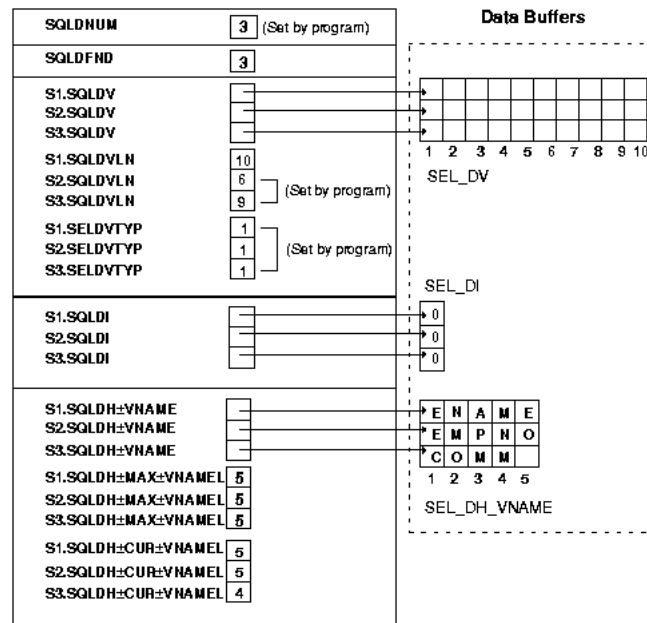 Data Buffers
SQLDNUM 3 (Set by program)
SQLDFND 3
S1.SQLDV
S2.SQLDV
S3.SQLDV
1 2 3 4 5 6 7 8 9 10
SEL_DV
S1.SQLDVLN 10
S2.SQLDVLN 6
S3.SQLDVLN 9
(Set by program)
S1.SELDVTYP 1
S2.SELDVTYP 1
S3.SELDVTYP 1
(Set by program)
SEL_DI
S1.SQLDI 0
S2.SQLDI 0
S3.SQLDI 0
S1.SQLDH±VNAME E N A M E
S2.SQLDH±VNAME E M P N O
S3.SQLDH±VNAME C O M M
1 2 3 4 5
SEL_DH_VNAME
S1.SQLDH±MAX±VNAMEL 5
S2.SQLDH±MAX±VNAMEL 5
S3.SQLDH±MAX±VNAMEL 5
S1.SQLDH±CUR±VNAMEL 5
S2.SQLDH±CUR±VNAMEL 5
S3.SQLDH±CUR±VNAMEL 4